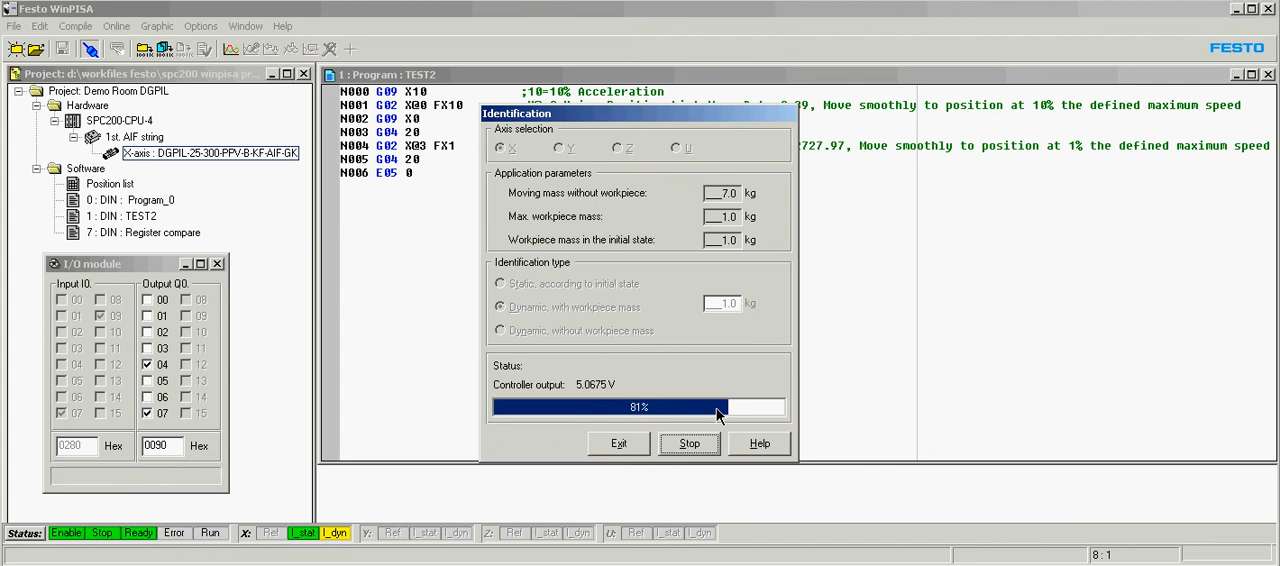 Festo WinPISA
File Edit Compile Online Graphic Options Window Help
FESTO
Project: d:\workfiles festo\spc200 winpisa pr...
Project: Demo Room DGPIL
Hardware
SPC200-CPU-4
1st. AIF string
X-axis : DGPIL-25-300-PPV-B-KF-AIF-GK
Software
Position list
0 : DIN : Program_0
1 : DIN : TEST2
7 : DIN : Register compare
I/O module
Input I0. Output Q0.
00 08 00 08
01 09 01 09
02 10 02 10
03 11 03 11
04 12 04 12
05 13 05 13
06 14 06 14
07 15 07 15
0280 Hex 0090 Hex
1 : Program : TEST2
N000 G09 X10 ;10=10% Acceleration
N001 G02 X@0 FX10 Move smoothly to position at 10% the defined maximum speed
N002 G09 X0
N003 G04 20
N004 G02 X@3 FX1 2727.97, Move smoothly to position at 1% the defined maximum speed
N005 G04 20
N006 E05 0
Identification
Axis selection
X Y Z U
Application parameters
Moving mass without workpiece: ___7.0 kg
Max. workpiece mass: ___1.0 kg
Workpiece mass in the initial state: ___1.0 kg
Identification type
Static, according to initial state
Dynamic, with workpiece mass ___1.0 kg
Dynamic, without workpiece mass
Status:
Controller output: 5.0675 V
81%
Exit Stop Help
Status: Enable Stop Ready Error Run X: Ref I_stat I_dyn Y: Ref I_stat I_dyn Z: Ref I_stat I_dyn U: Ref I_stat I_dyn
8 : 1